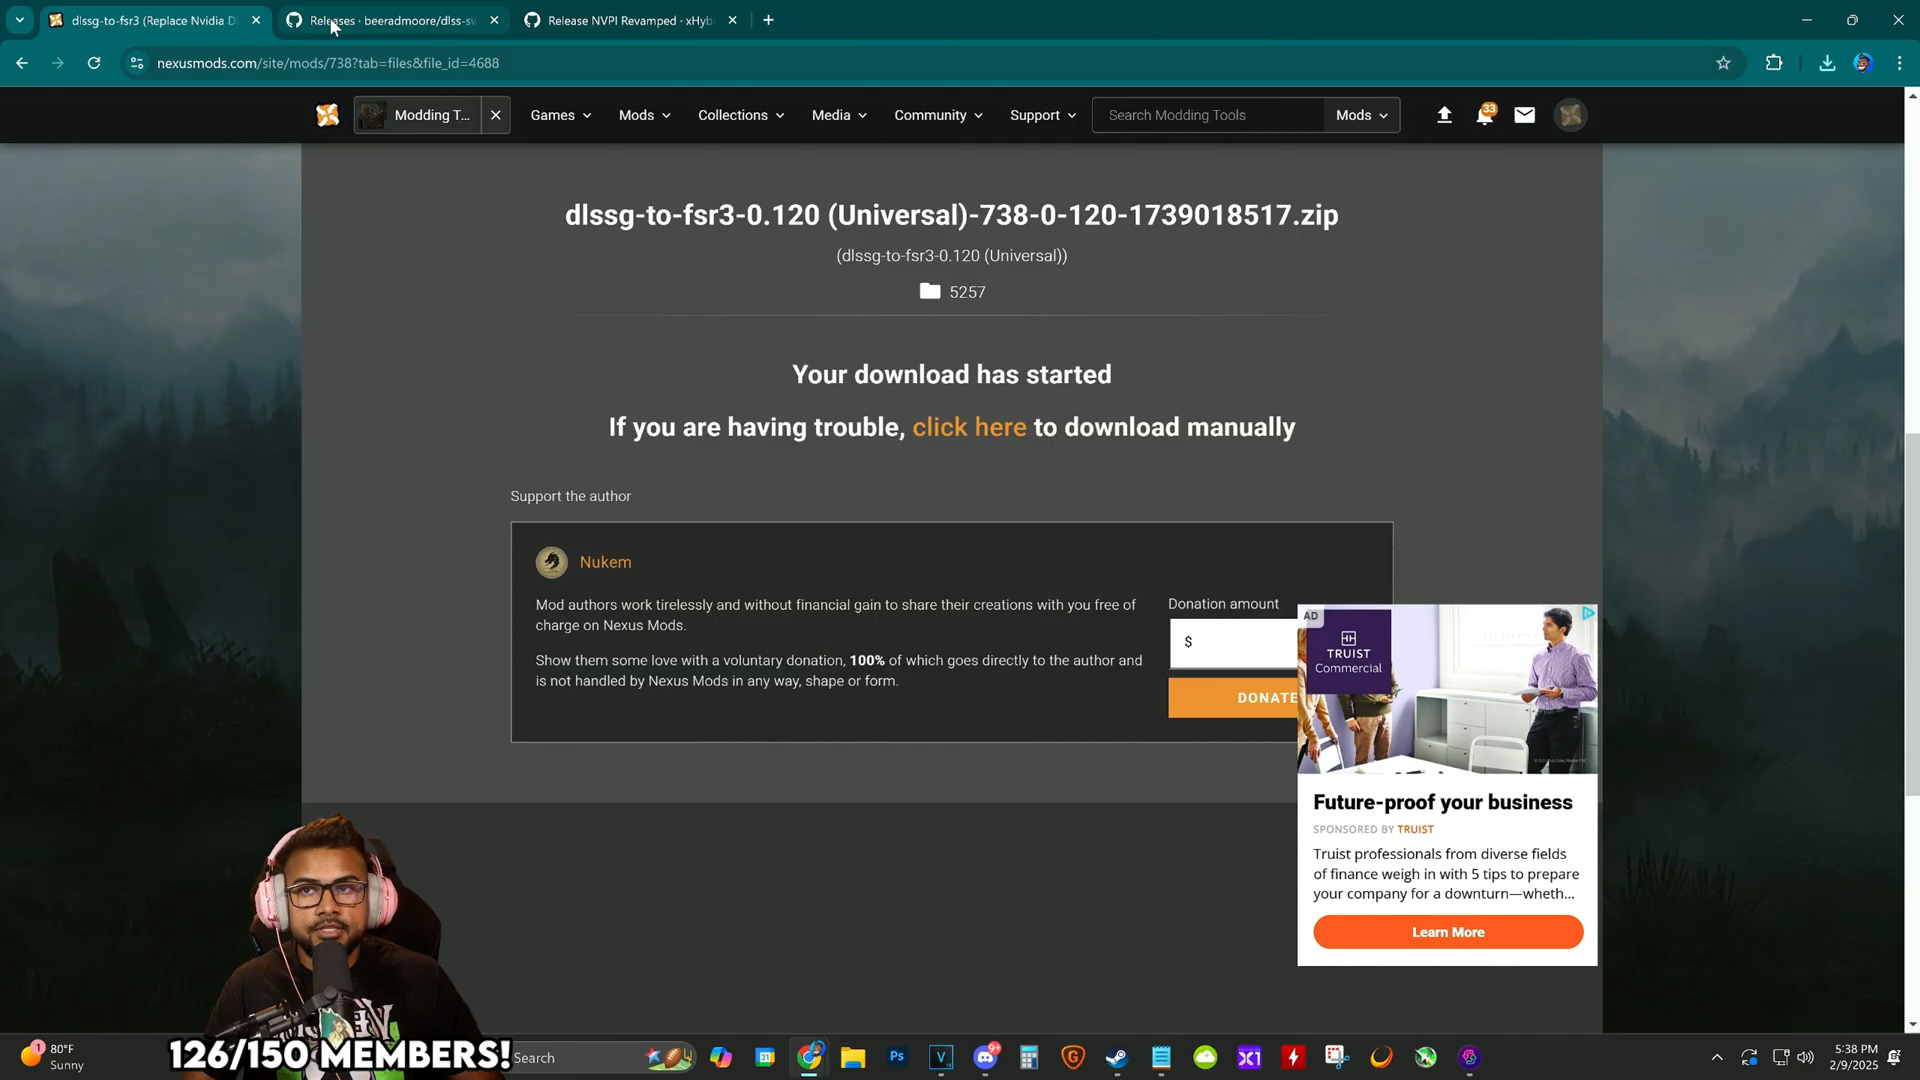 dlssg-to-fsr3 (Replace Nvidia DL
Releases · beeradmoore/dlss-sw
Release NVPI Revamped · xHybr
nexusmods.com/site/mods/738?tab=files&file_id=4688
Modding T...
Games
Mods
Collections
Media
Community
Support
Search Modding Tools
Mods
33
dlssg-to-fsr3-0.120 (Universal)-738-0-120-1739018517.zip
(dlssg-to-fsr3-0.120 (Universal))
5257
Your download has started
If you are having trouble, click here to download manually
Support the author
Nukem
Mod authors work tirelessly and without financial gain to share their creations with you free of
charge on Nexus Mods.
Show them some love with a voluntary donation, 100% of which goes directly to the author and
is not handled by Nexus Mods in any way, shape or form.
Donation amount
$
DONATE
AD
TRUIST
Commercial
Future-proof your business
SPONSORED BY TRUIST
Truist professionals from diverse fields
of finance weigh in with 5 tips to prepare
your company for a downturn—wheth...
Learn More
126/150 MEMBERS!
1
80°F
Sunny
Search
31
Ps
V
9+
X1
5:38 PM
2/9/2025